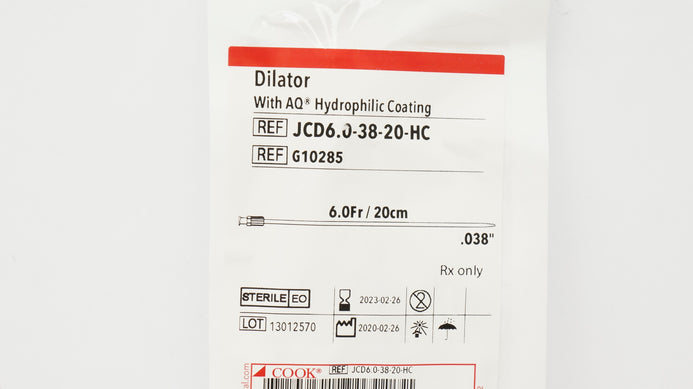 Dilator
With AQ® Hydrophilic Coating
REF JCD6.0-38-20-HC
REF G10285
6.0Fr / 20cm
.038"
Rx only
STERILE EO 2023-02-26 2
LOT 13012570 2020-02-26
COOK® REF JCD6.0-38-20-HC